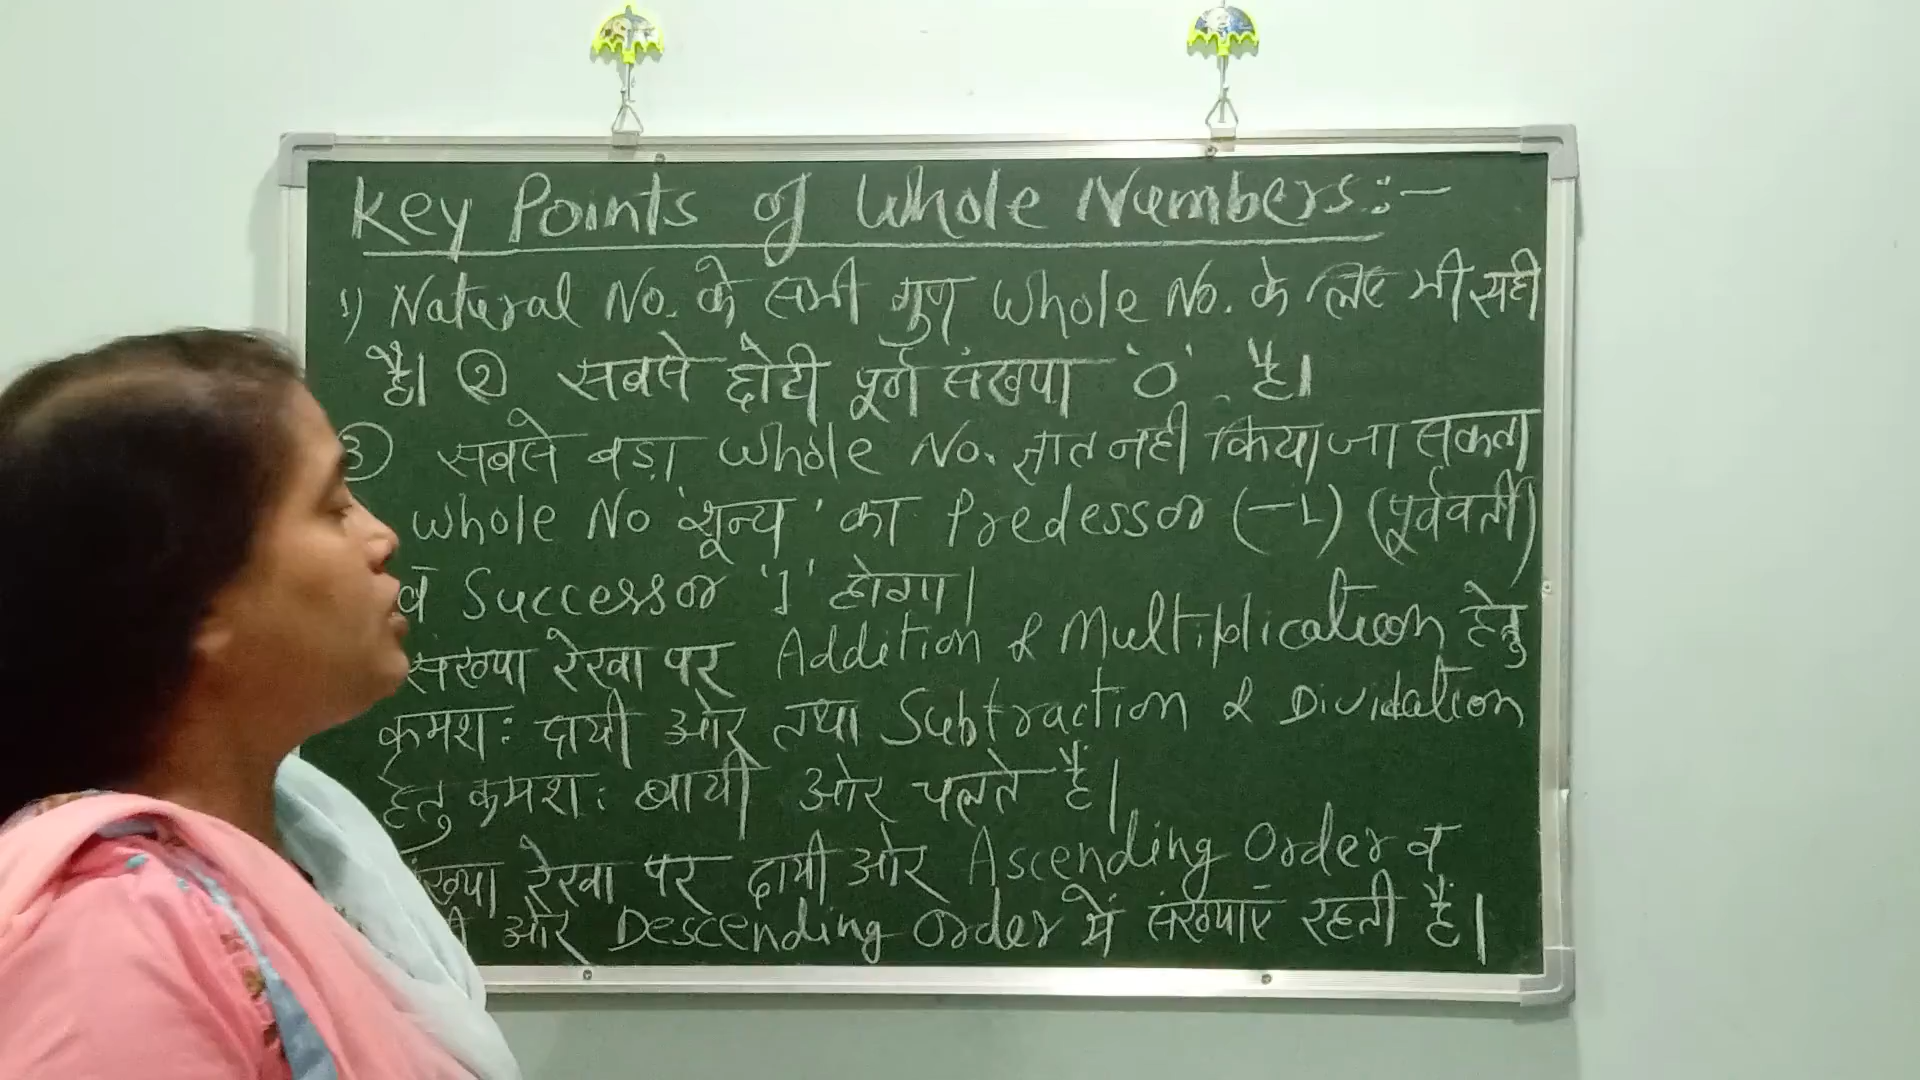 Key Points of Whole Numbers:-
1) Natural No. के सभी गुण Whole No. के लिए भी सही
है। ② सबसे छोटी पूर्ण संख्या '0' है।
③ सबसे बड़ा Whole No. ज्ञात नही किया जा सकता
Whole No 'शून्य' का Predessor (-1) (पूर्ववर्ती)
व Successor '1' होगा।
संख्या रेखा पर Addition & Multiplication हेतु
क्रमश: दायी ओर तथा Subtraction & Dividation
हेतु क्रमश: बायी ओर चलते हैं।
रेखा पर दायी ओर Ascending Order व
ओर Descending Order में संख्याए रहती हैं।